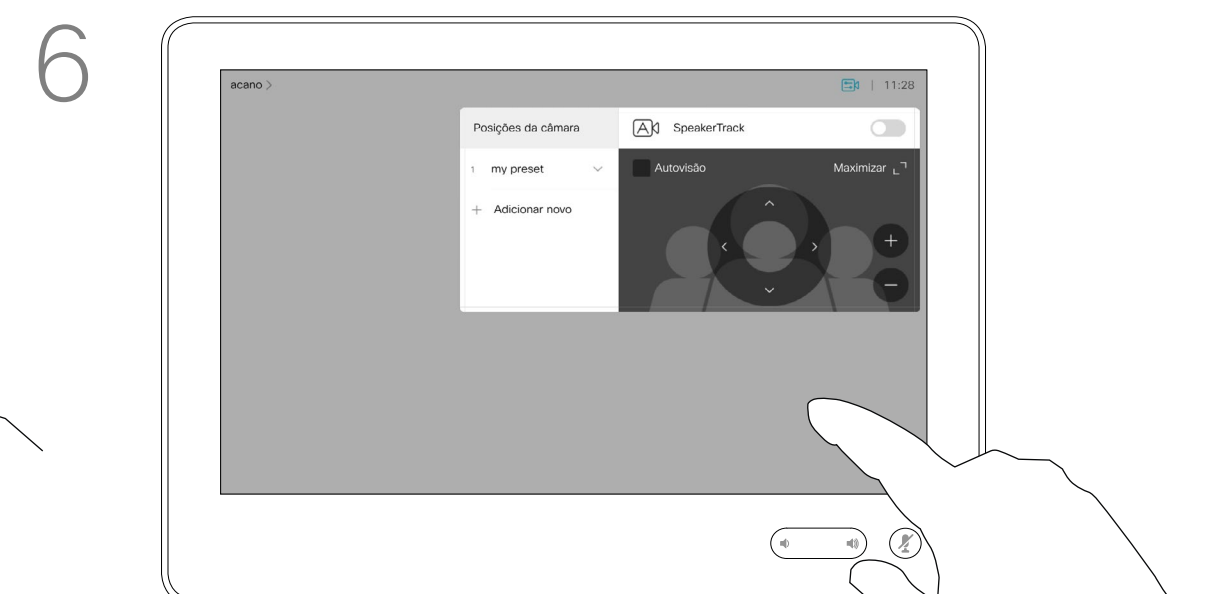 6
acano >
| 11:28
Posições da câmara
A SpeakerTrack
1 my preset
Autovisão
Maximizar
+ Adicionar novo
+
−